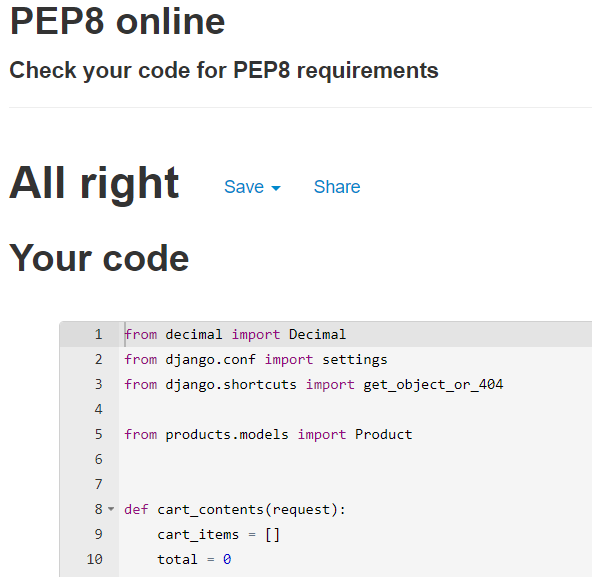 PEP8 online
Check your code for PEP8 requirements
All right Save Share
Your code
1 from decimal import Decimal
2 from django.conf import settings
3 from django.shortcuts import get_object_or_404
4
5 from products.models import Product
6
7
8 def cart_contents(request):
9     cart_items = []
10     total = 0